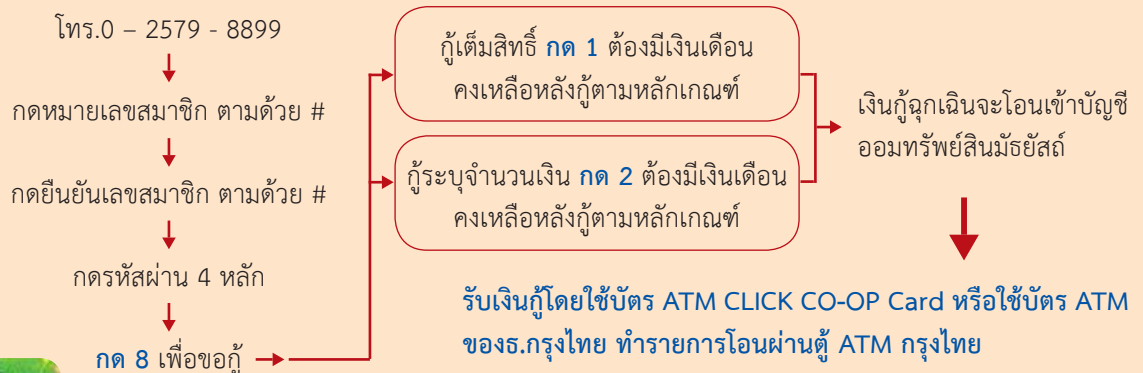 โทร.0 – 2579 - 8899
กดหมายเลขสมาชิก ตามด้วย #
กดยืนยันเลขสมาชิก ตามด้วย #
กดรหัสผ่าน 4 หลัก
กด 8 เพื่อขอกู้
กู้เต็มสิทธิ์ กด 1 ต้องมีเงินเดือน
คงเหลือหลังกู้ตามหลักเกณฑ์
กู้ระบุจำนวนเงิน กด 2 ต้องมีเงินเดือน
คงเหลือหลังกู้ตามหลักเกณฑ์
เงินกู้ฉุกเฉินจะโอนเข้าบัญชี
ออมทรัพย์สินมัธยัสถ์
รับเงินกู้โดยใช้บัตร ATM CLICK CO-OP Card หรือใช้บัตร ATM
ของธ.กรุงไทย ทำรายการโอนผ่านตู้ ATM กรุงไทย